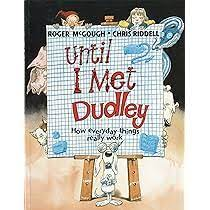 ROGER McGOUGH • CHRIS RIDDELL
Until
I Met
Dudley
How everyday things
really work